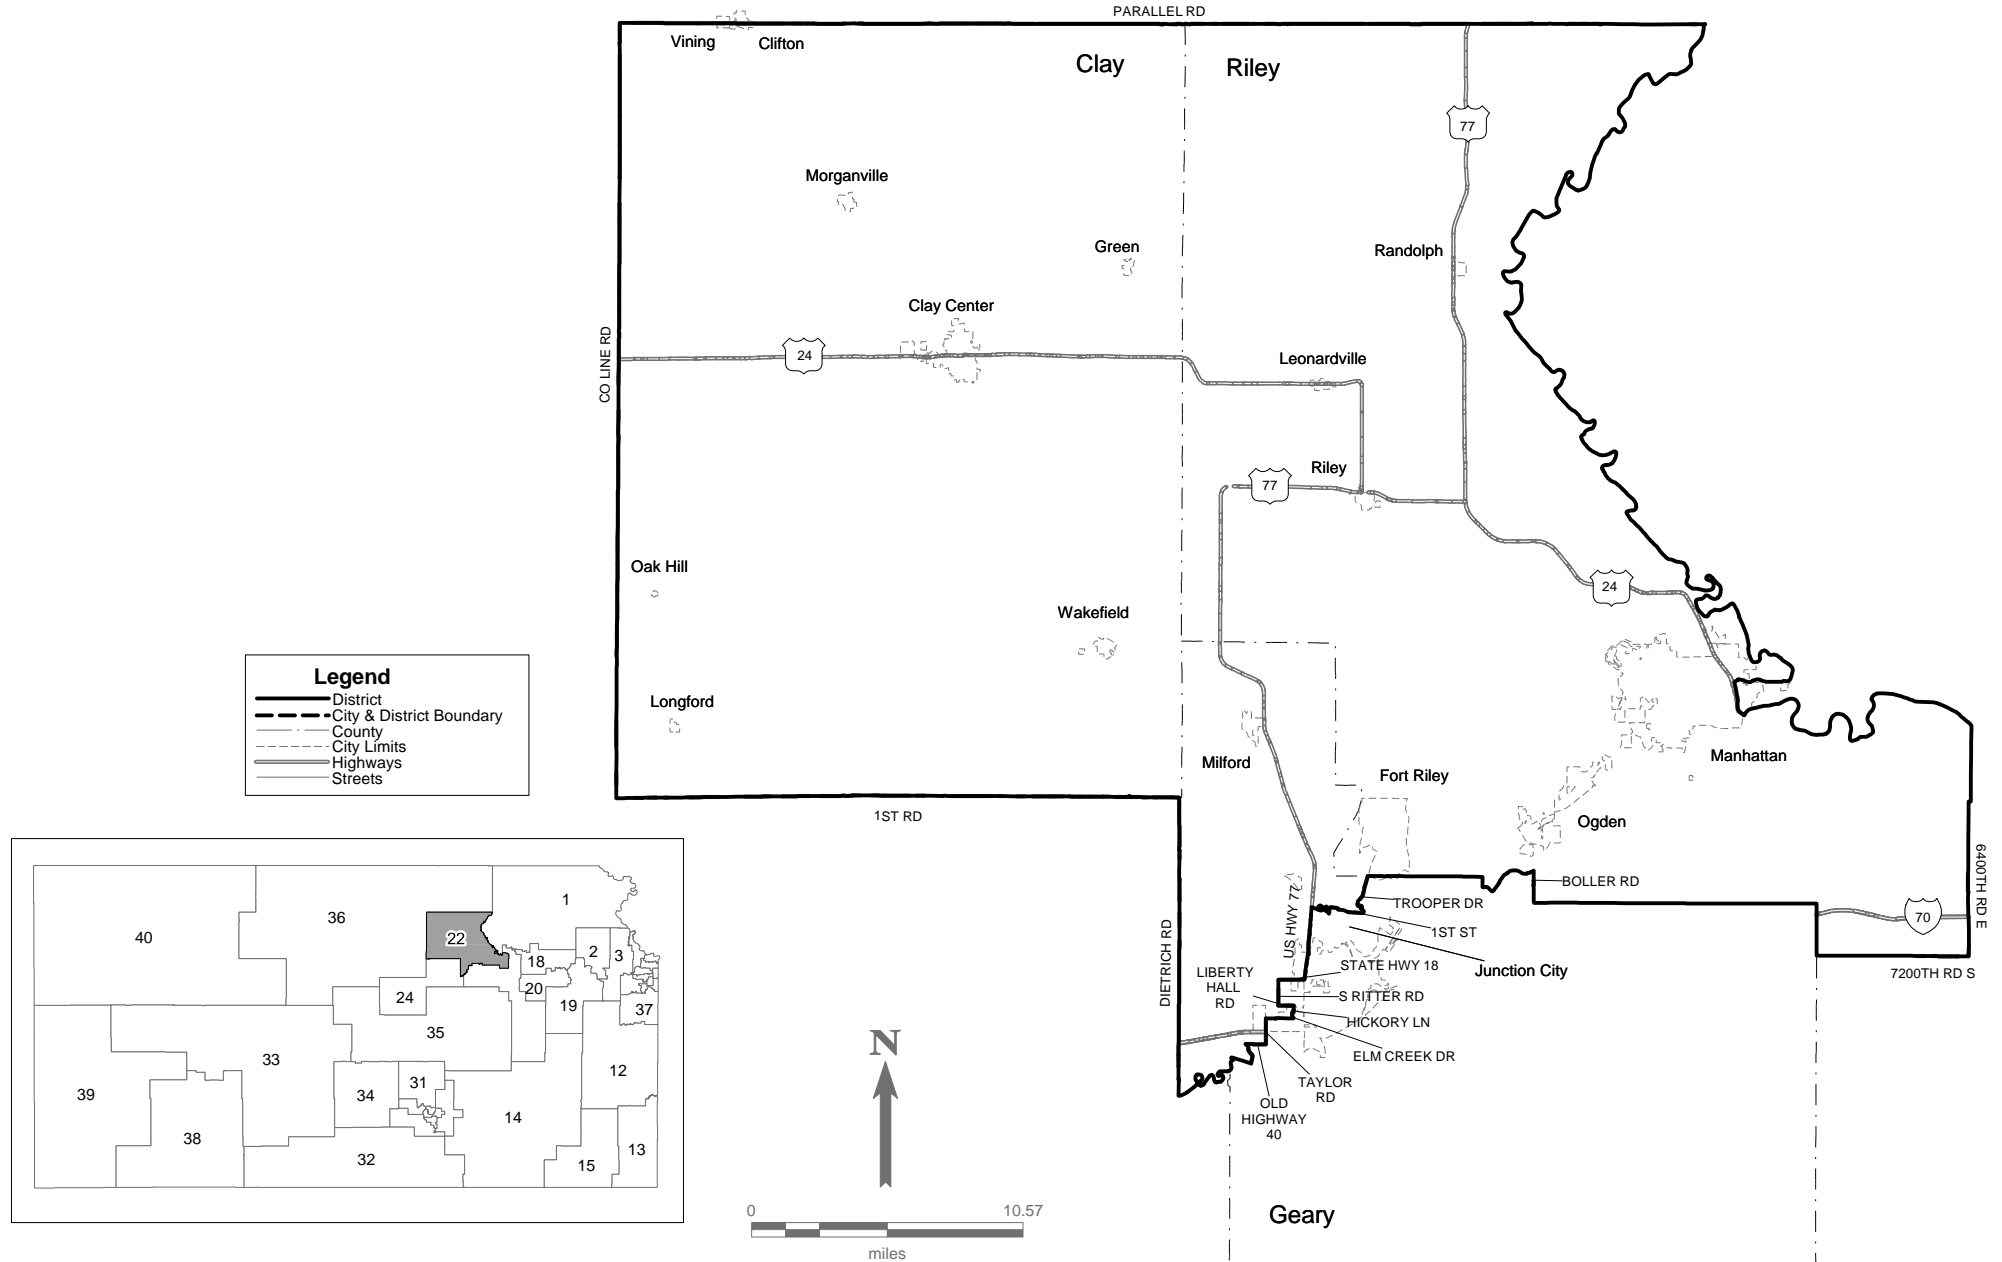 PARALLEL RD
Vining
Clifton
Clay
Riley
77
Morganville
Green
Randolph
Clay Center
CO LINE RD
24
Leonardville
Riley
77
Oak Hill
24
Wakefield
Longford
Milford
Manhattan
Fort Riley
Ogden
1ST RD
6400TH RD E
BOLLER RD
TROOPER DR
US HWY 77
70
1ST ST
DIETRICH RD
STATE HWY 18
Junction City
7200TH RD S
LIBERTY
HALL
RD
S RITTER RD
HICKORY LN
ELM CREEK DR
TAYLOR
RD
OLD
HIGHWAY
40
Geary
Legend
District
City & District Boundary
County
City Limits
Highways
Streets
1
36
40
22
2
3
18
20
24
19
37
35
33
12
31
39
34
14
38
13
32
15
N
0
10.57
miles